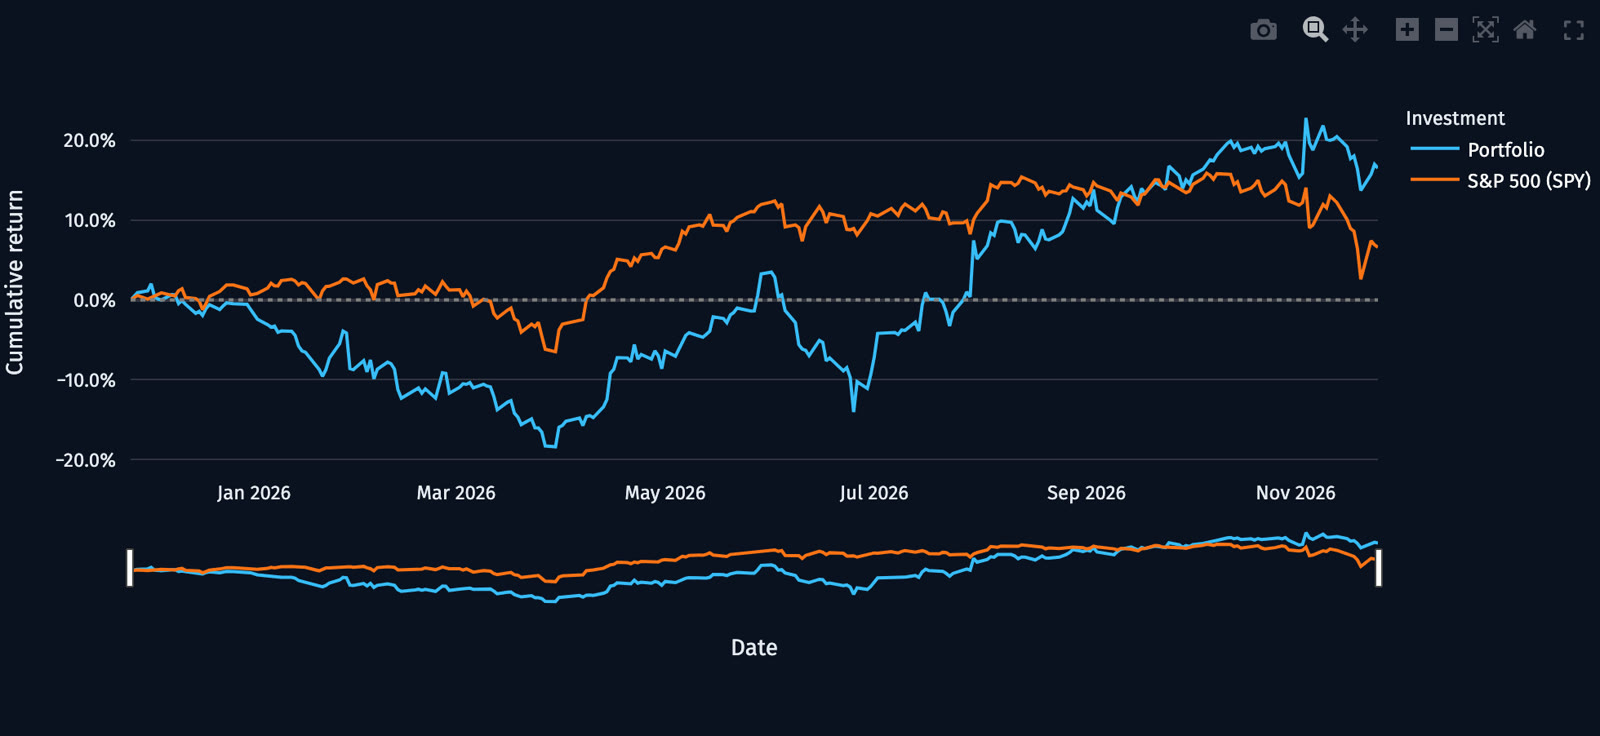 Investment
Portfolio
S&P 500 (SPY)
Cumulative return
20.0%
10.0%
0.0%
−10.0%
−20.0%
Jan 2026 Mar 2026 May 2026 Jul 2026 Sep 2026 Nov 2026
Date